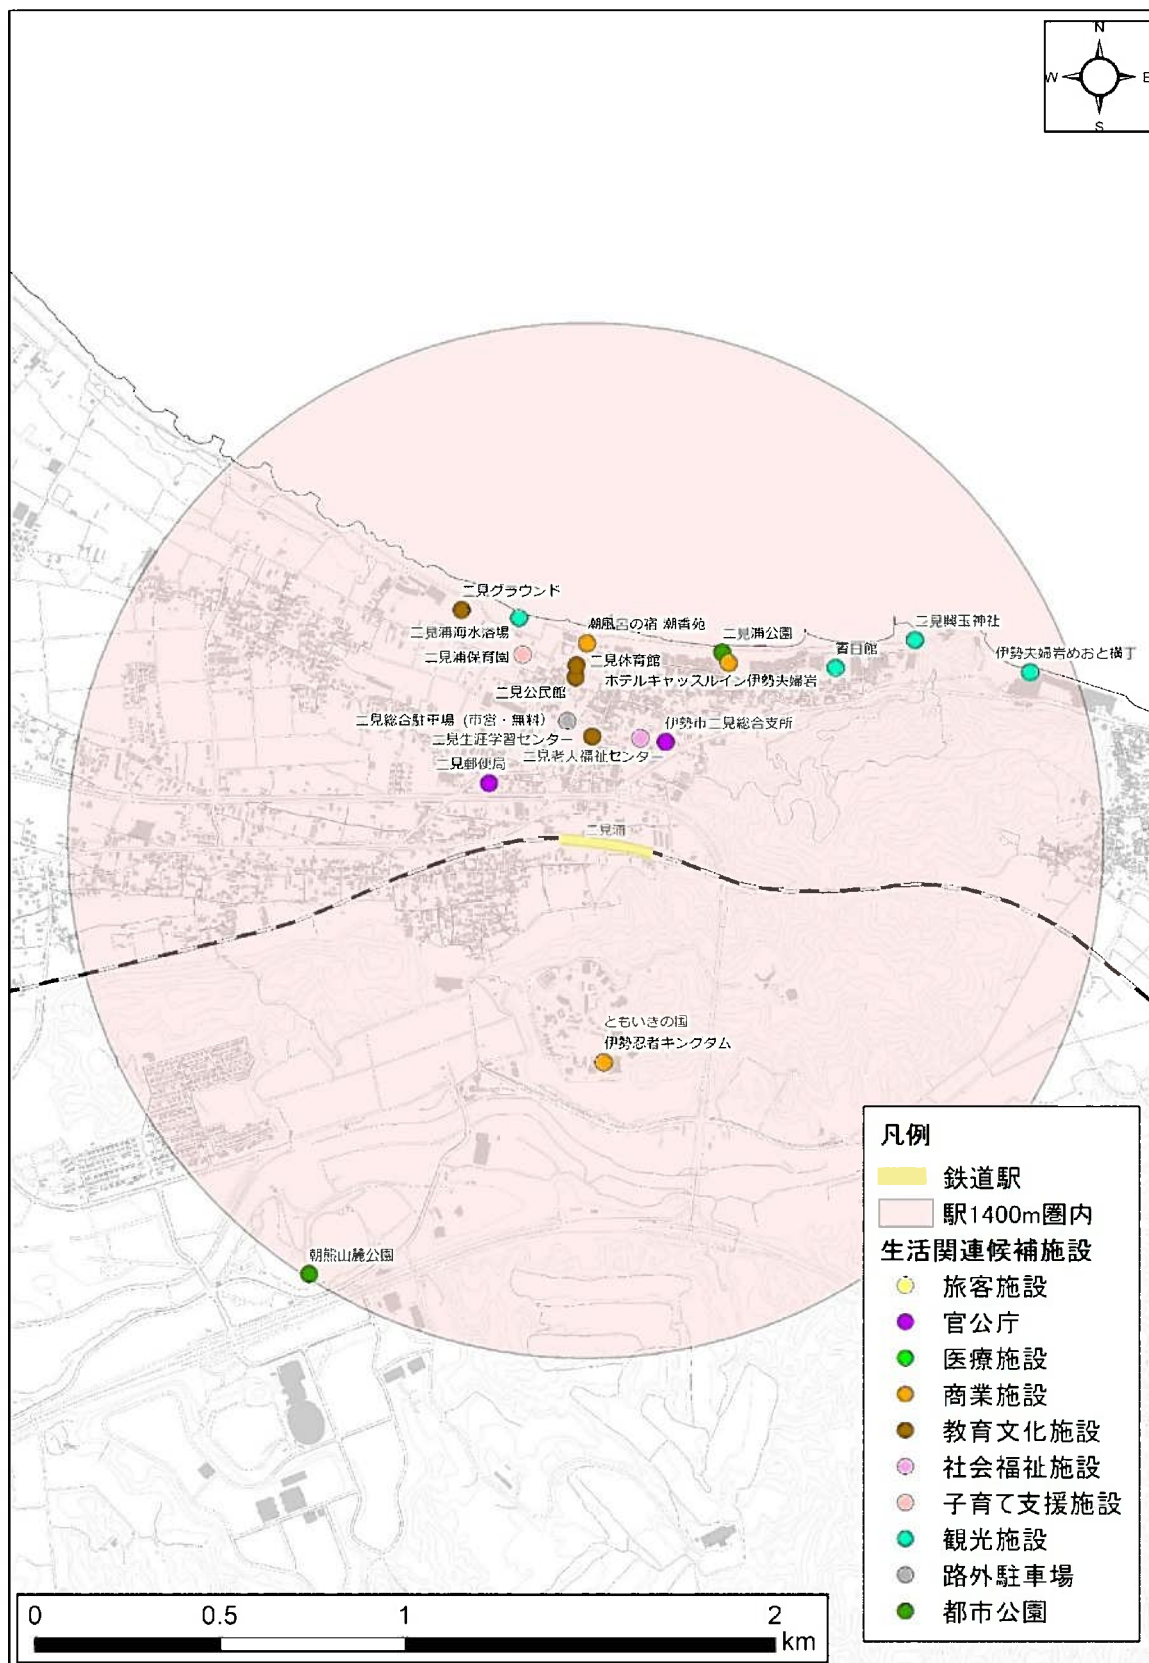 N
W
E
S
二見グラウンド
二見浦海水浴場
潮風呂の宿 潮香苑
二見浦公園
二見興玉神社
二見浦保育園
二見体育館
賓日館
伊勢夫婦岩めおと横丁
二見公民館
ホテルキャッスルイン伊勢夫婦岩
二見総合駐車場（市営・無料）
伊勢市二見総合支所
二見生涯学習センター
二見老人福祉センター
二見郵便局
二見浦
ともいきの国
伊勢忍者キングダム
朝熊山麓公園
凡例
鉄道駅
駅1400m圏内
生活関連候補施設
旅客施設
官公庁
医療施設
商業施設
教育文化施設
社会福祉施設
子育て支援施設
観光施設
路外駐車場
都市公園
0 0.5 1 2
km